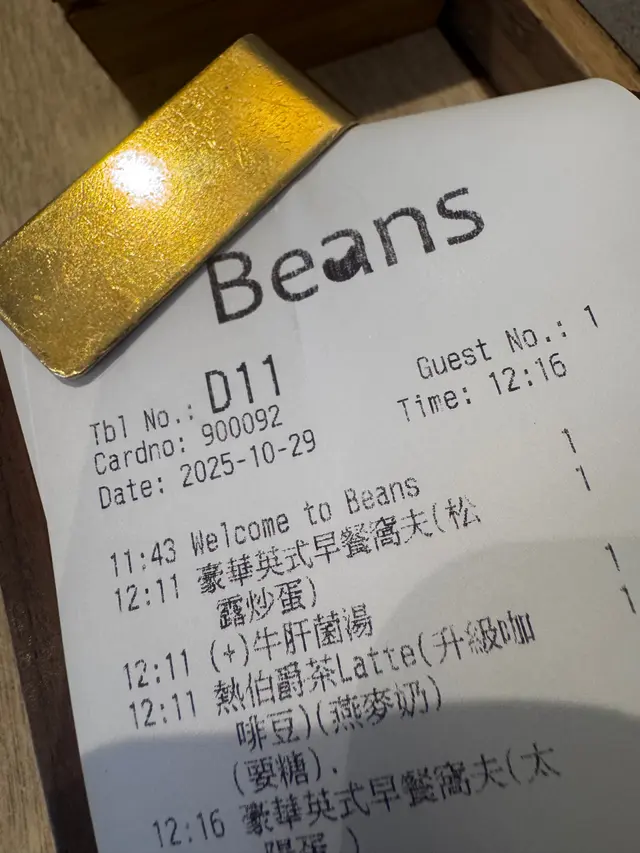 Beans
Tbl No.: D11 Guest No.: 1
Cardno: 900092 Time: 12:16
Date: 2025-10-29
11:43 Welcome to Beans 1
12:11 豪華英式早餐窩夫(松 1
露炒蛋)
12:11 (+)牛肝菌湯 1
12:11 熱伯爵茶Latte(升級咖 1
啡豆)(燕麥奶)
(要糖).
12:16 豪華英式早餐窩夫(太
陽蛋 )